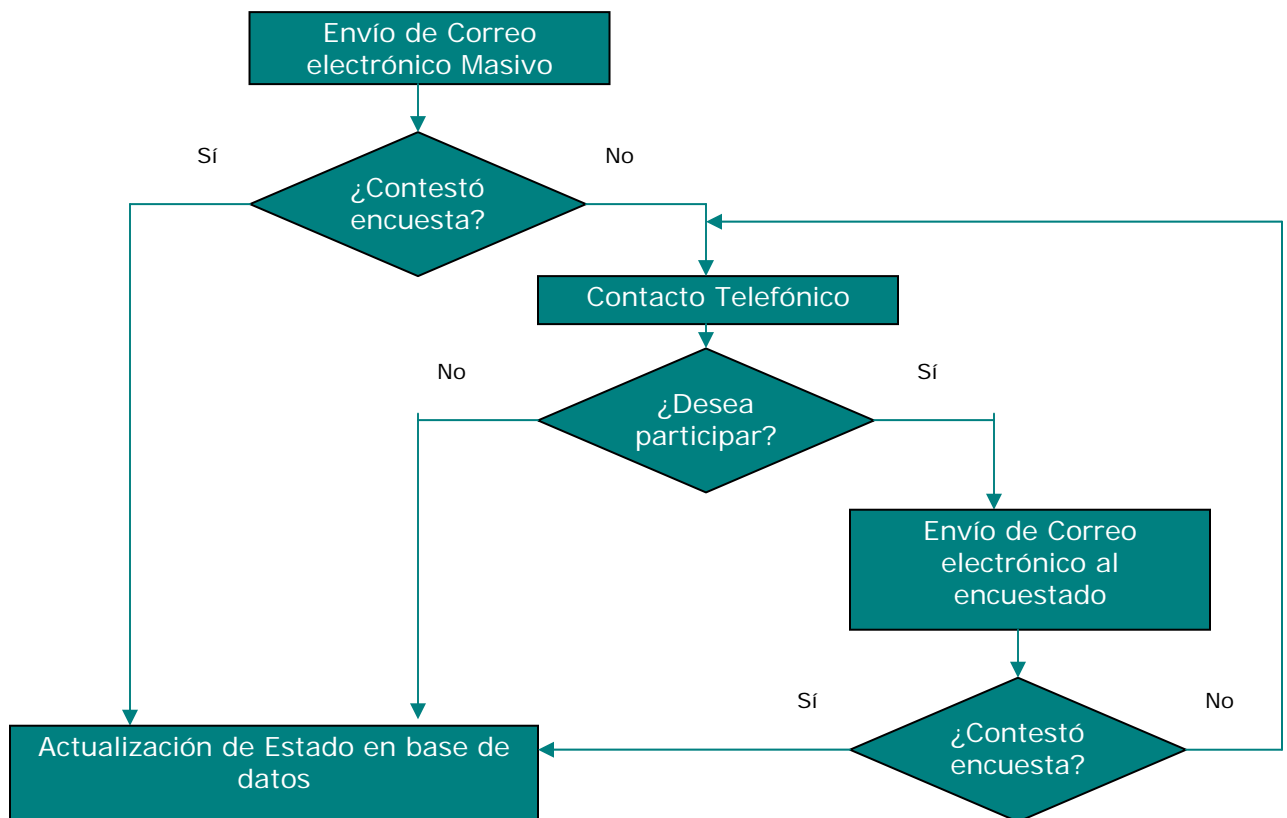 Envío de Correo
electrónico Masivo
Sí
No
¿Contestó
encuesta?
Contacto Telefónico
No
Sí
¿Desea
participar?
Envío de Correo
electrónico al
encuestado
Sí
No
¿Contestó
encuesta?
Actualización de Estado en base de
datos